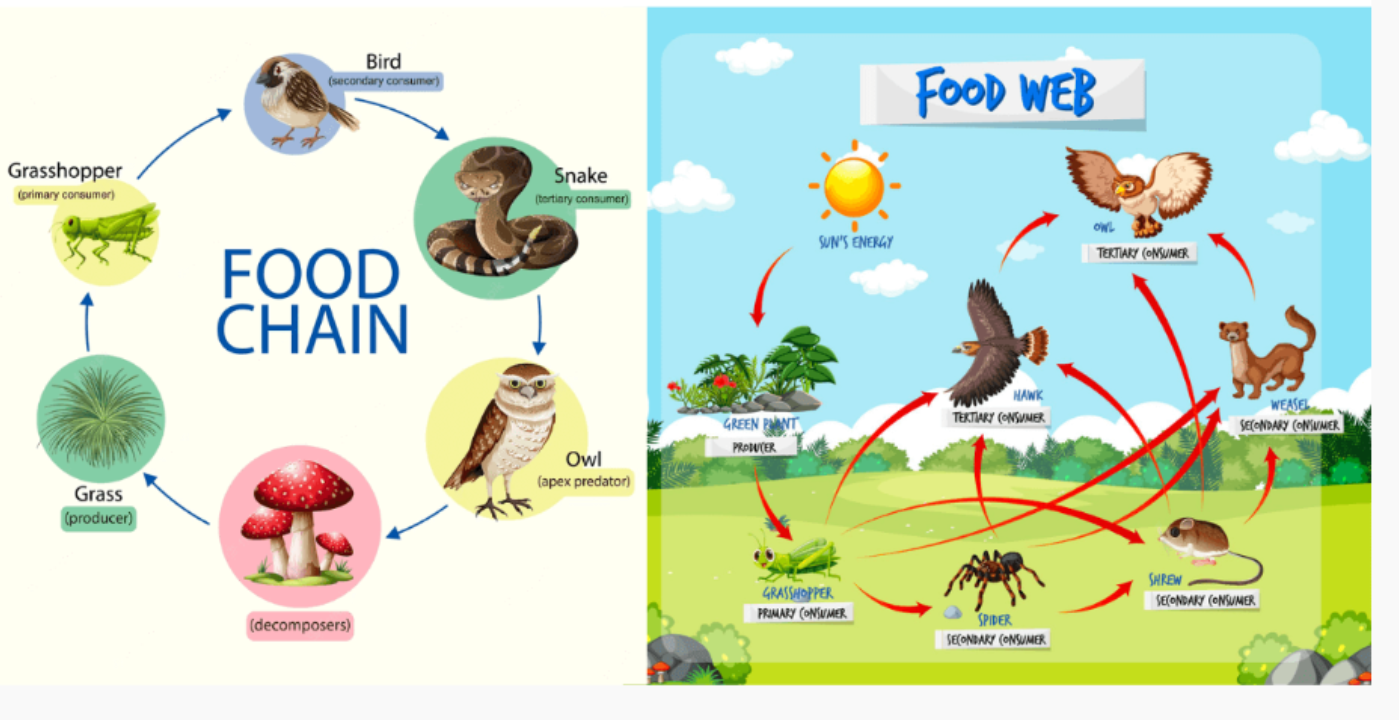 Bird
(secondary consumer)
Grasshopper
(primary consumer)
Snake
(tertiary consumer)
FOOD
CHAIN
Owl
(apex predator)
Grass
(producer)
(decomposers)
FOOD WEB
SUN'S ENERGY
OWL
TERTIARY CONSUMER
HAWK
TERTIARY CONSUMER
WEASEL
SECONDARY CONSUMER
GREEN PLANT
PRODUCER
GRASSHOPPER
PRIMARY CONSUMER
SPIDER
SECONDARY CONSUMER
SHREW
SECONDARY CONSUMER